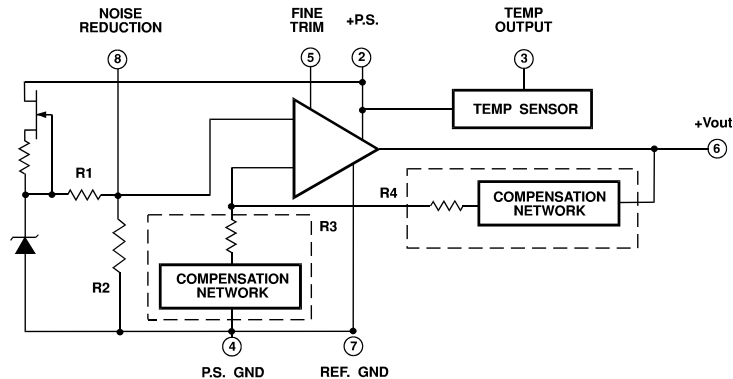 NOISE
REDUCTION
FINE
TRIM
+P.S.
TEMP
OUTPUT
8
5
2
3
TEMP SENSOR
+Vout
6
R1
R4
COMPENSATION
NETWORK
R3
COMPENSATION
NETWORK
R2
4
7
P.S. GND
REF. GND